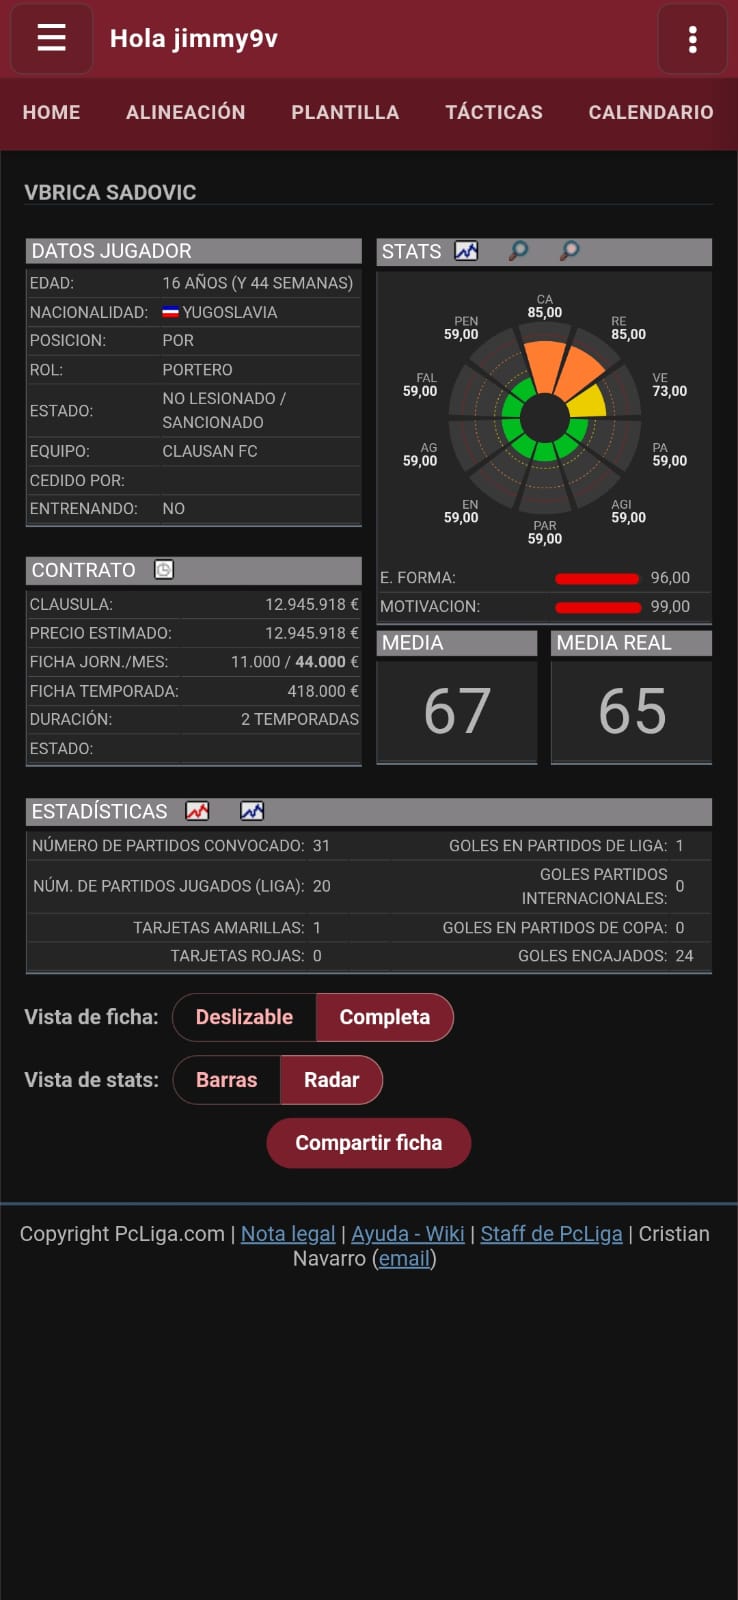 Hola jimmy9v
HOME ALINEACIÓN PLANTILLA TÁCTICAS CALENDARIO
VBRICA SADOVIC
DATOS JUGADOR
EDAD: 16 AÑOS (Y 44 SEMANAS)
NACIONALIDAD: YUGOSLAVIA
POSICION: POR
ROL: PORTERO
ESTADO: NO LESIONADO /
SANCIONADO
EQUIPO: CLAUSAN FC
CEDIDO POR:
ENTRENANDO: NO
CONTRATO
CLAUSULA: 12.945.918 €
PRECIO ESTIMADO: 12.945.918 €
FICHA JORN./MES: 11.000 / 44.000 €
FICHA TEMPORADA: 418.000 €
DURACIÓN: 2 TEMPORADAS
ESTADO:
STATS
CA
85,00
RE
85,00
VE
73,00
PA
59,00
AGI
59,00
PAR
59,00
EN
59,00
AG
59,00
FAL
59,00
PEN
59,00
E. FORMA: 96,00
MOTIVACION: 99,00
MEDIA
67
MEDIA REAL
65
ESTADÍSTICAS
NÚMERO DE PARTIDOS CONVOCADO: 31
GOLES EN PARTIDOS DE LIGA: 1
NÚM. DE PARTIDOS JUGADOS (LIGA): 20
GOLES PARTIDOS
INTERNACIONALES: 0
TARJETAS AMARILLAS: 1
GOLES EN PARTIDOS DE COPA: 0
TARJETAS ROJAS: 0
GOLES ENCAJADOS: 24
Vista de ficha: Deslizable Completa
Vista de stats: Barras Radar
Compartir ficha
Copyright PcLiga.com | Nota legal | Ayuda - Wiki | Staff de PcLiga | Cristian
Navarro (email)